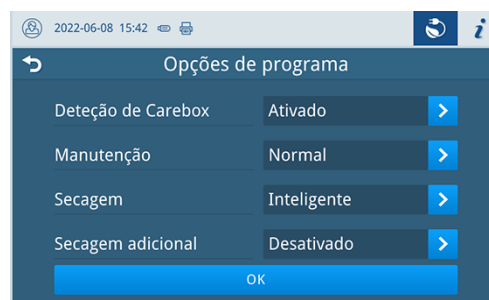 2022-06-08 15:42
i
Opções de programa
Deteção de Carebox Ativado
Manutenção Normal
Secagem Inteligente
Secagem adicional Desativado
OK